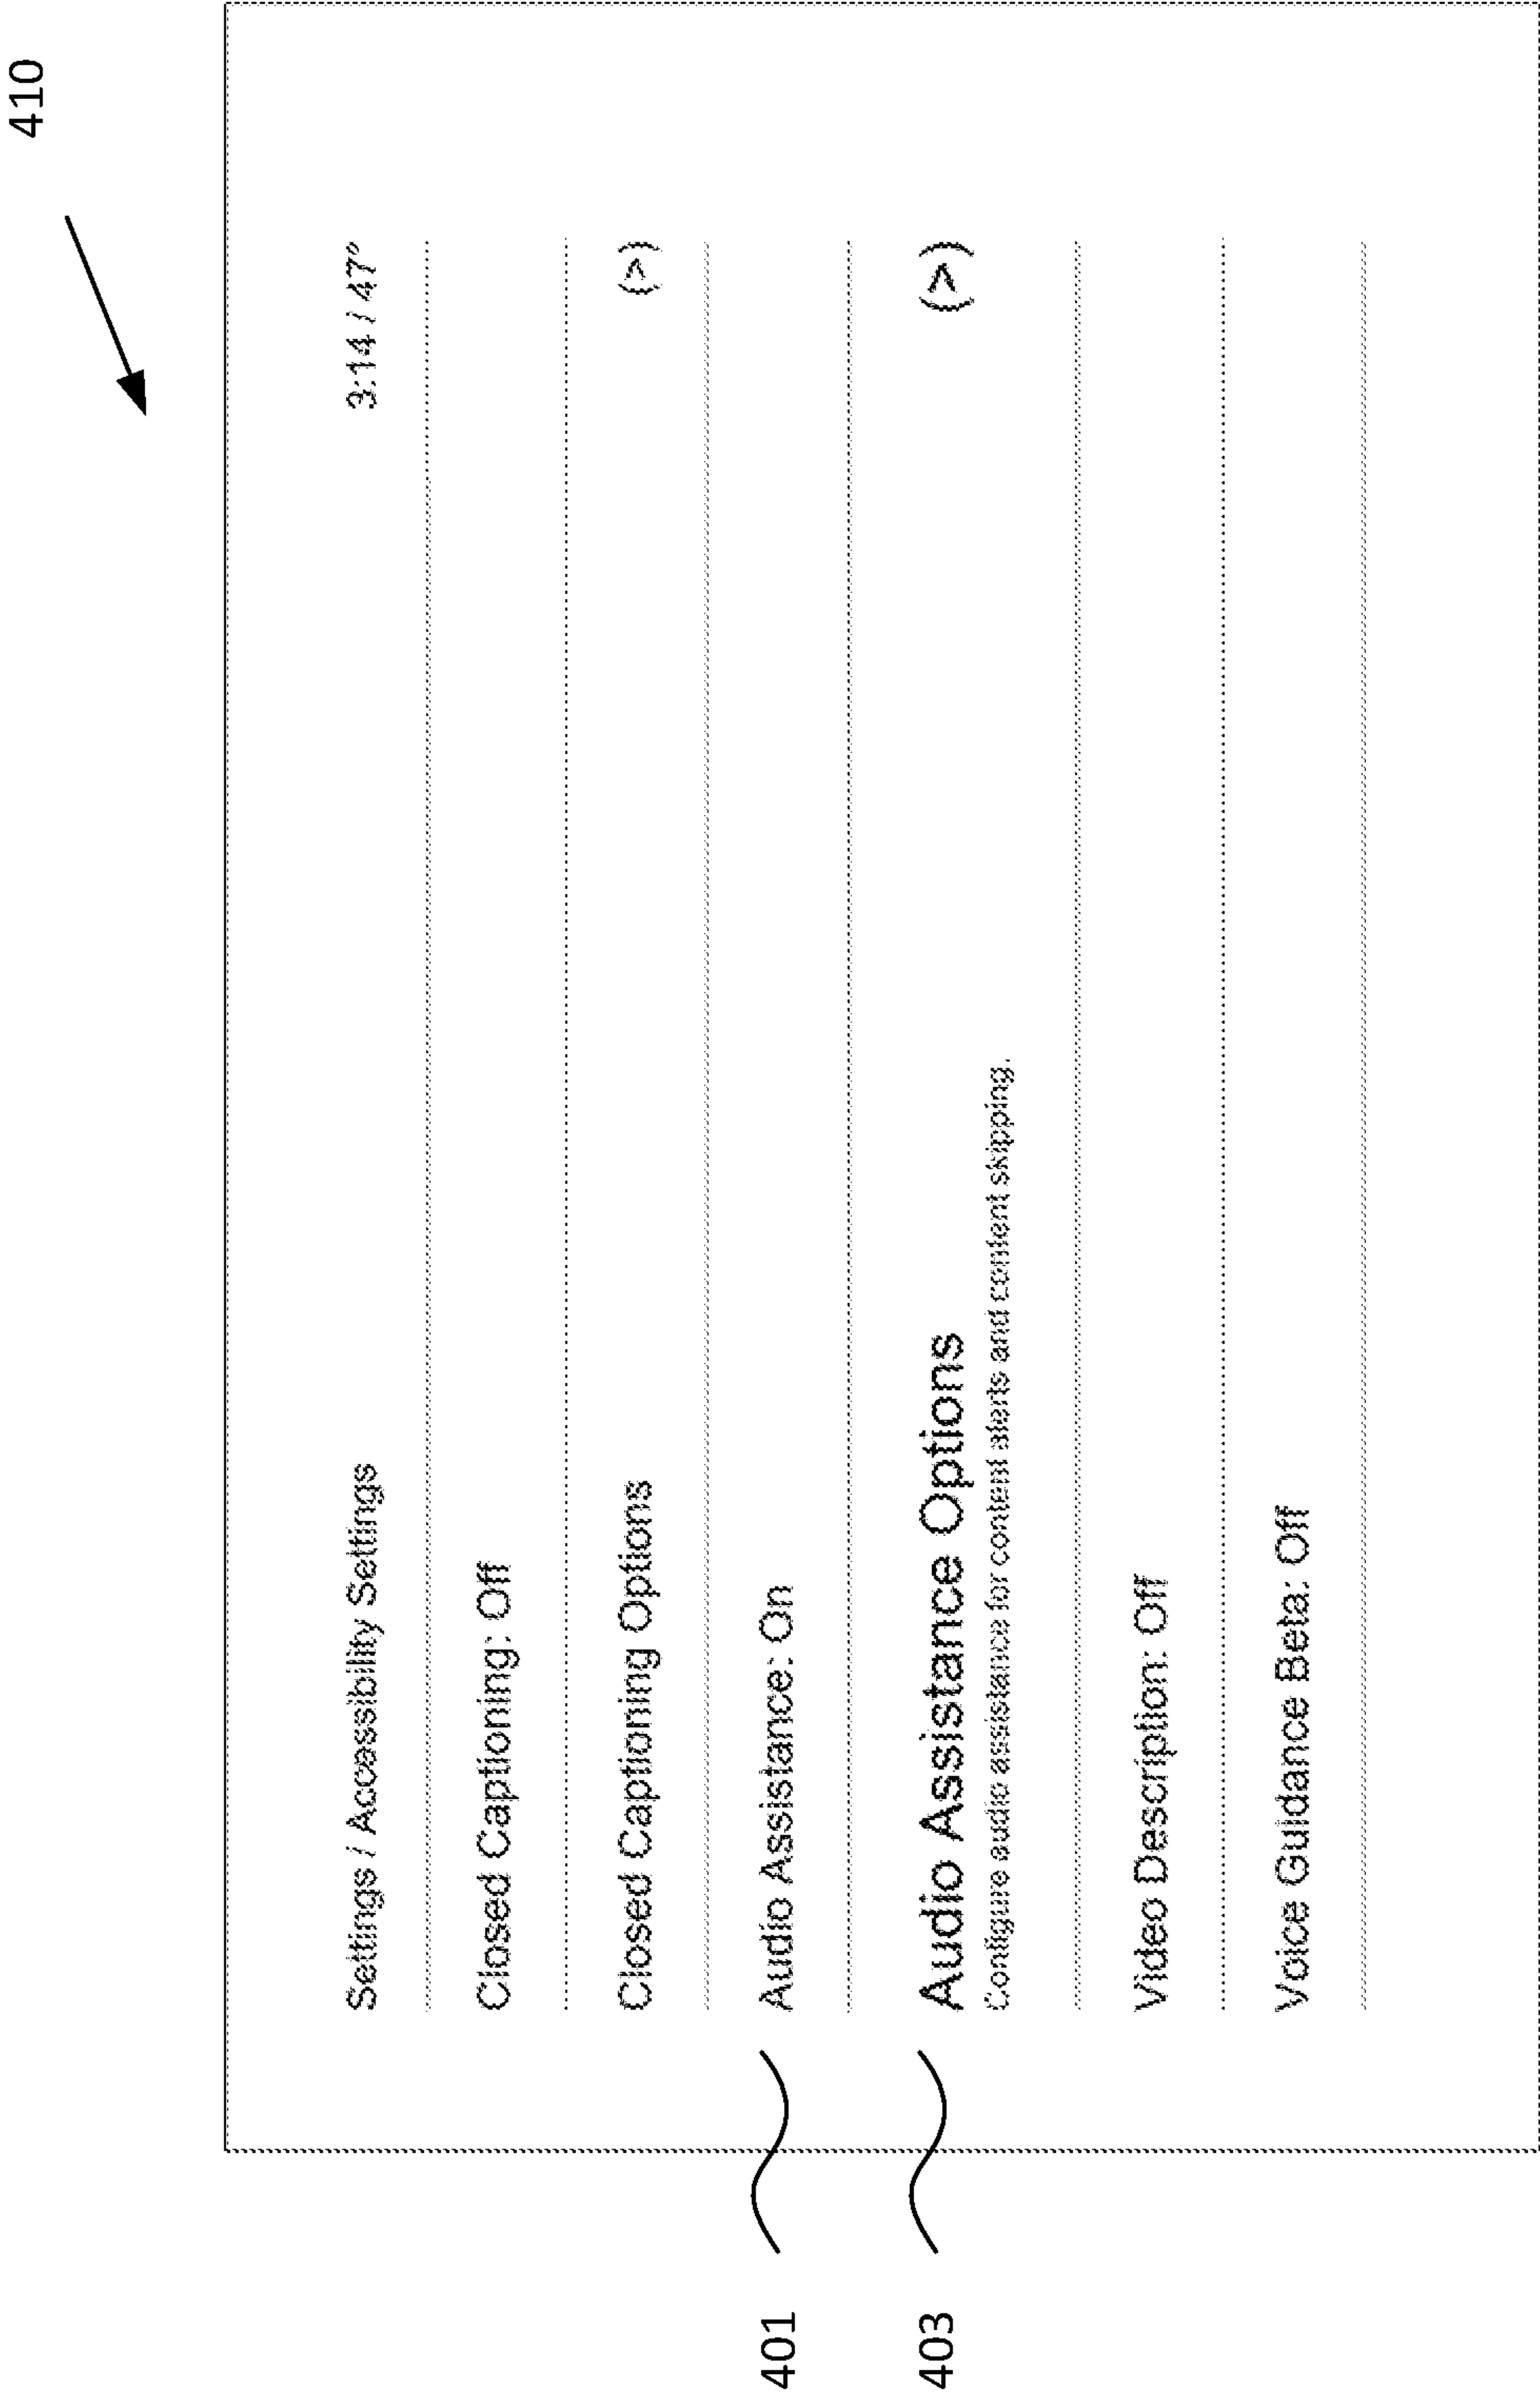 410
Settings / Accessibility Settings 3:14 / 47°
Closed Captioning: Off
Closed Captioning Options (>)
401 Audio Assistance: On
403 Audio Assistance Options (>)
Configure audio assistance for content alerts and content skipping.
Video Description: Off
Voice Guidance Beta: Off